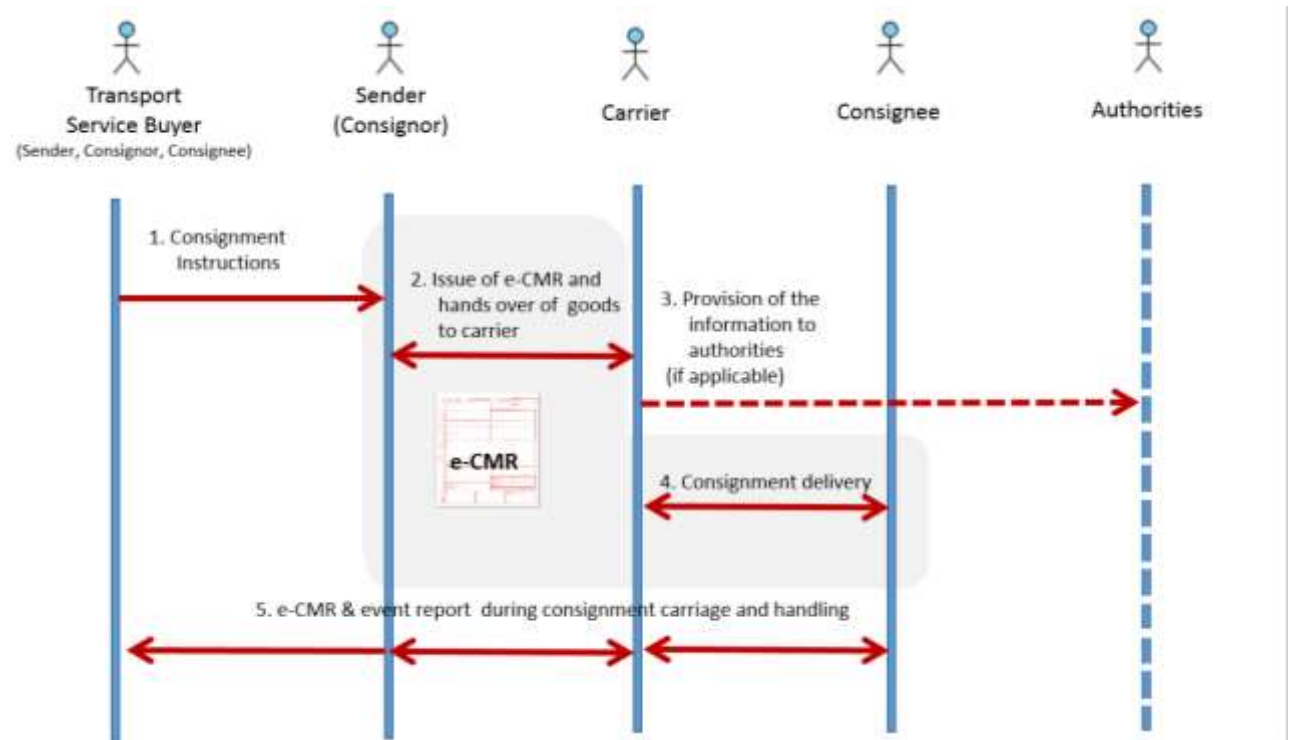 Transport
Service Buyer
(Sender, Consignor, Consignee)
Sender
(Consignor)
Carrier
Consignee
Authorities
1. Consignment
Instructions
2. Issue of e-CMR and
hands over of goods
to carrier
3. Provision of the
information to
authorities
(if applicable)
e-CMR
4. Consignment delivery
5. e-CMR & event report during consignment carriage and handling